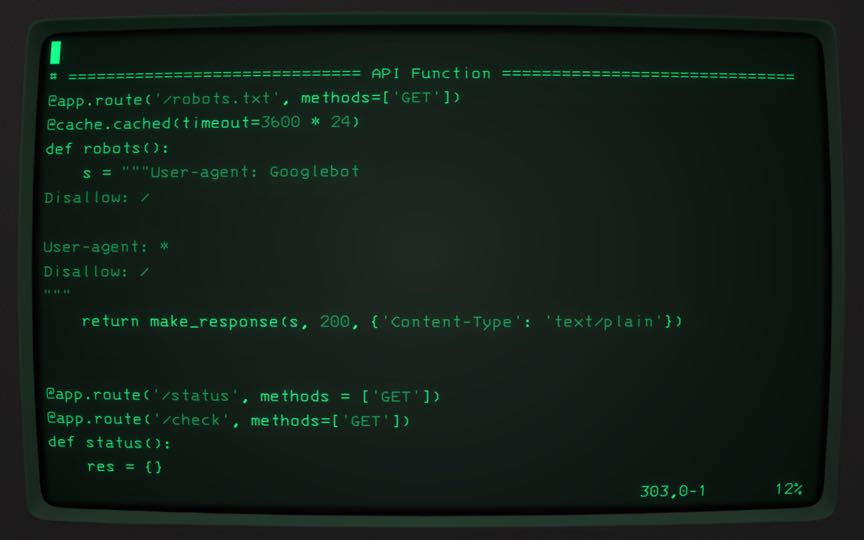 # =============================== API Function ===============================
@app.route('/robots.txt', methods=['GET'])
@cache.cached(timeout=3600 * 24)
def robots():
    s = """User-agent: Googlebot
Disallow: /

User-agent: *
Disallow: /
"""
    return make_response(s, 200, {'Content-Type': 'text/plain'})

@app.route('/status', methods = ['GET'])
@app.route('/check', methods=['GET'])
def status():
    res = {}
303,0-1 12%